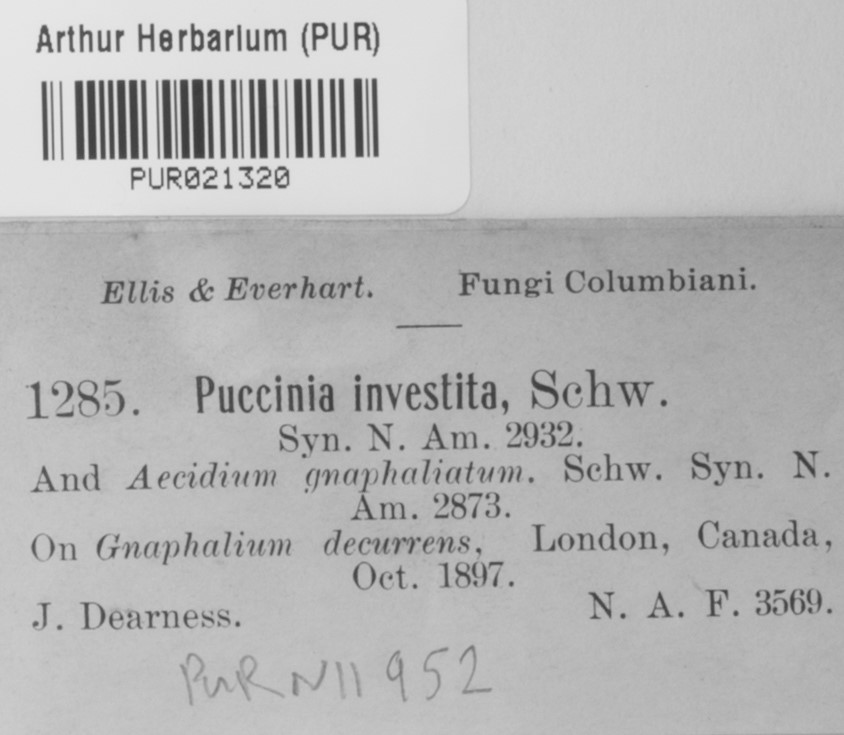 Arthur Herbarium (PUR)
PUR021320
Ellis & Everhart. Fungi Columbiani.
1285. Puccinia investita, Schw.
Syn. N. Am. 2932.
And Aecidium gnaphaliatum. Schw. Syn. N.
Am. 2873.
On Gnaphalium decurrens, London, Canada,
Oct. 1897.
J. Dearness. N. A. F. 3569.
PUR N11952